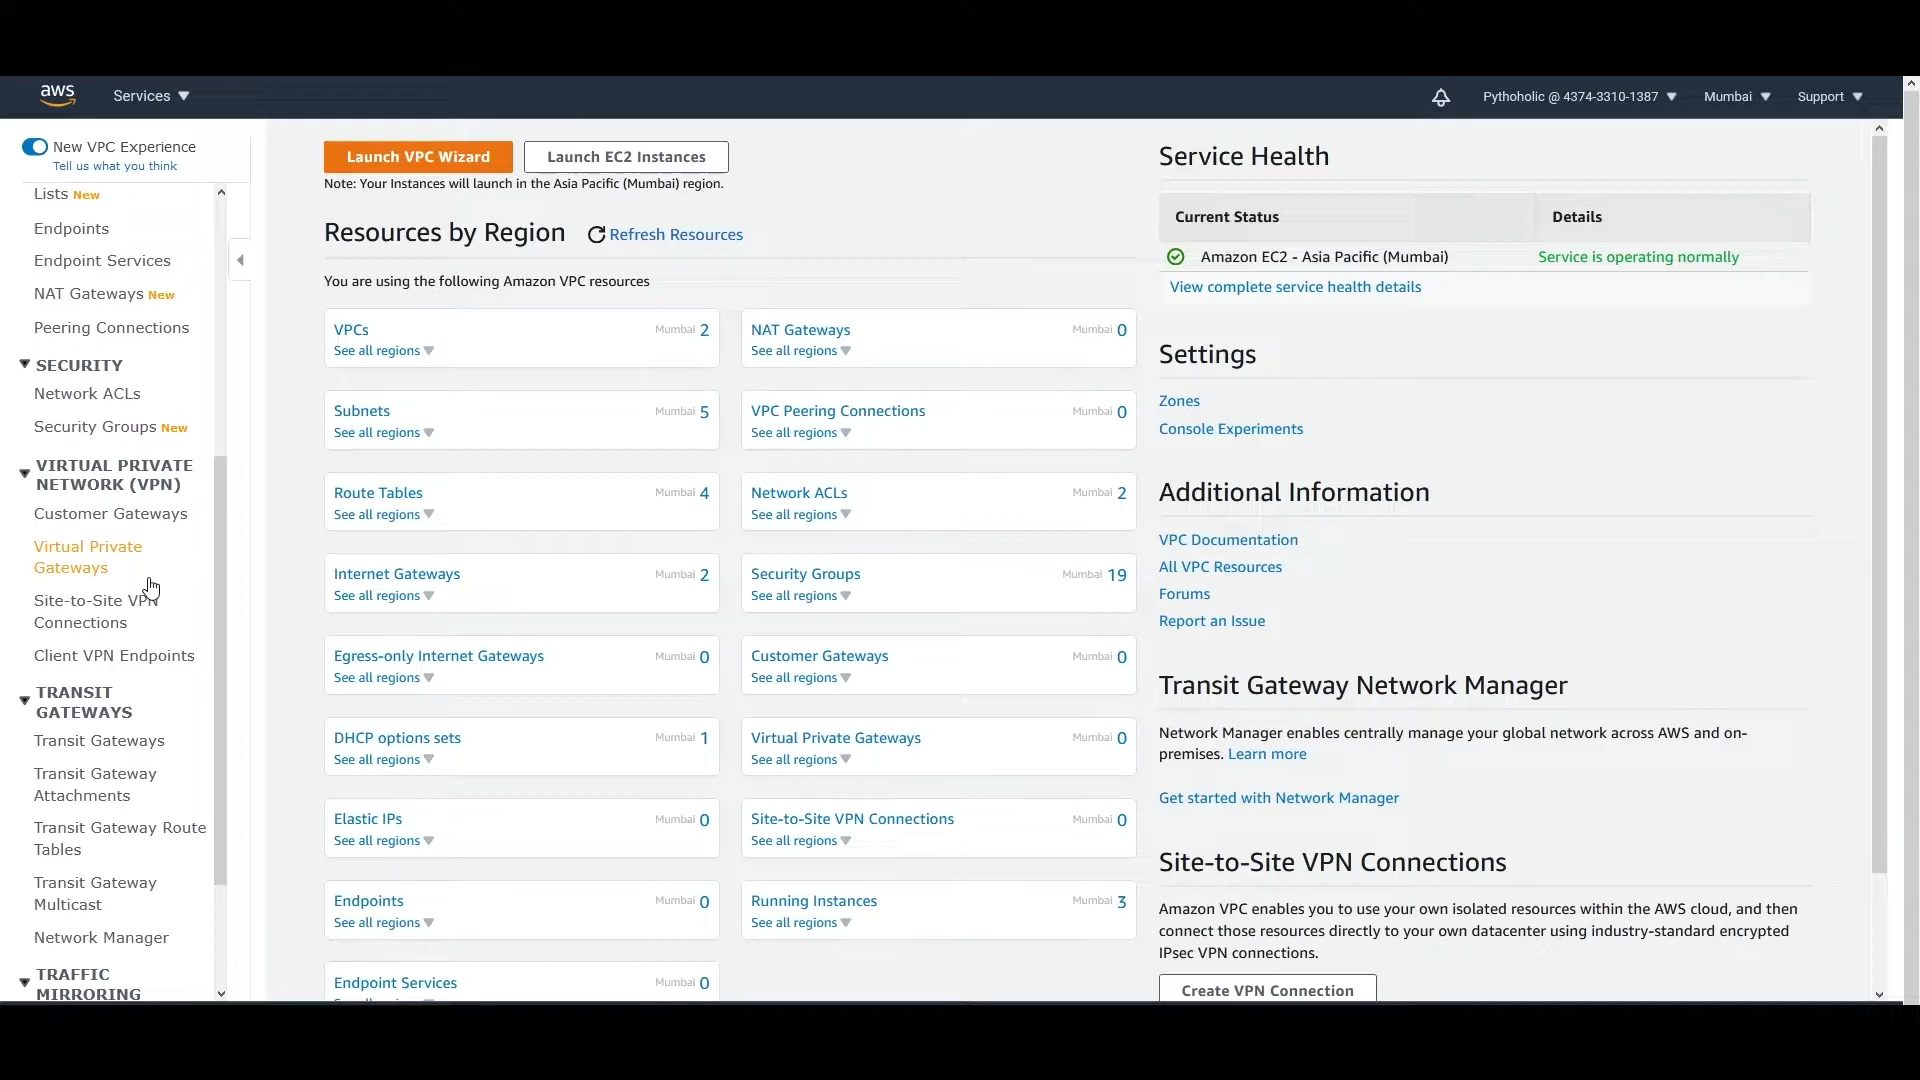 aws
Services
Pythoholic @ 4374-3310-1387
Mumbai
Support
New VPC Experience
Tell us what you think
Lists New
Endpoints
Endpoint Services
NAT Gateways New
Peering Connections
SECURITY
Network ACLs
Security Groups New
VIRTUAL PRIVATE
NETWORK (VPN)
Customer Gateways
Virtual Private
Gateways
Site-to-Site VPN
Connections
Client VPN Endpoints
TRANSIT
GATEWAYS
Transit Gateways
Transit Gateway
Attachments
Transit Gateway Route
Tables
Transit Gateway
Multicast
Network Manager
TRAFFIC
MIRRORING
Launch VPC Wizard
Launch EC2 Instances
Note: Your Instances will launch in the Asia Pacific (Mumbai) region.
Resources by Region
Refresh Resources
You are using the following Amazon VPC resources
VPCs Mumbai 2
See all regions
NAT Gateways Mumbai 0
See all regions
Subnets Mumbai 5
See all regions
VPC Peering Connections Mumbai 0
See all regions
Route Tables Mumbai 4
See all regions
Network ACLs Mumbai 2
See all regions
Internet Gateways Mumbai 2
See all regions
Security Groups Mumbai 19
See all regions
Egress-only Internet Gateways Mumbai 0
See all regions
Customer Gateways Mumbai 0
See all regions
DHCP options sets Mumbai 1
See all regions
Virtual Private Gateways Mumbai 0
See all regions
Elastic IPs Mumbai 0
See all regions
Site-to-Site VPN Connections Mumbai 0
See all regions
Endpoints Mumbai 0
See all regions
Running Instances Mumbai 3
See all regions
Endpoint Services Mumbai 0
Service Health
Current Status
Details
Amazon EC2 - Asia Pacific (Mumbai)
Service is operating normally
View complete service health details
Settings
Zones
Console Experiments
Additional Information
VPC Documentation
All VPC Resources
Forums
Report an Issue
Transit Gateway Network Manager
Network Manager enables centrally manage your global network across AWS and on-
premises. Learn more
Get started with Network Manager
Site-to-Site VPN Connections
Amazon VPC enables you to use your own isolated resources within the AWS cloud, and then
connect those resources directly to your own datacenter using industry-standard encrypted
IPsec VPN connections.
Create VPN Connection